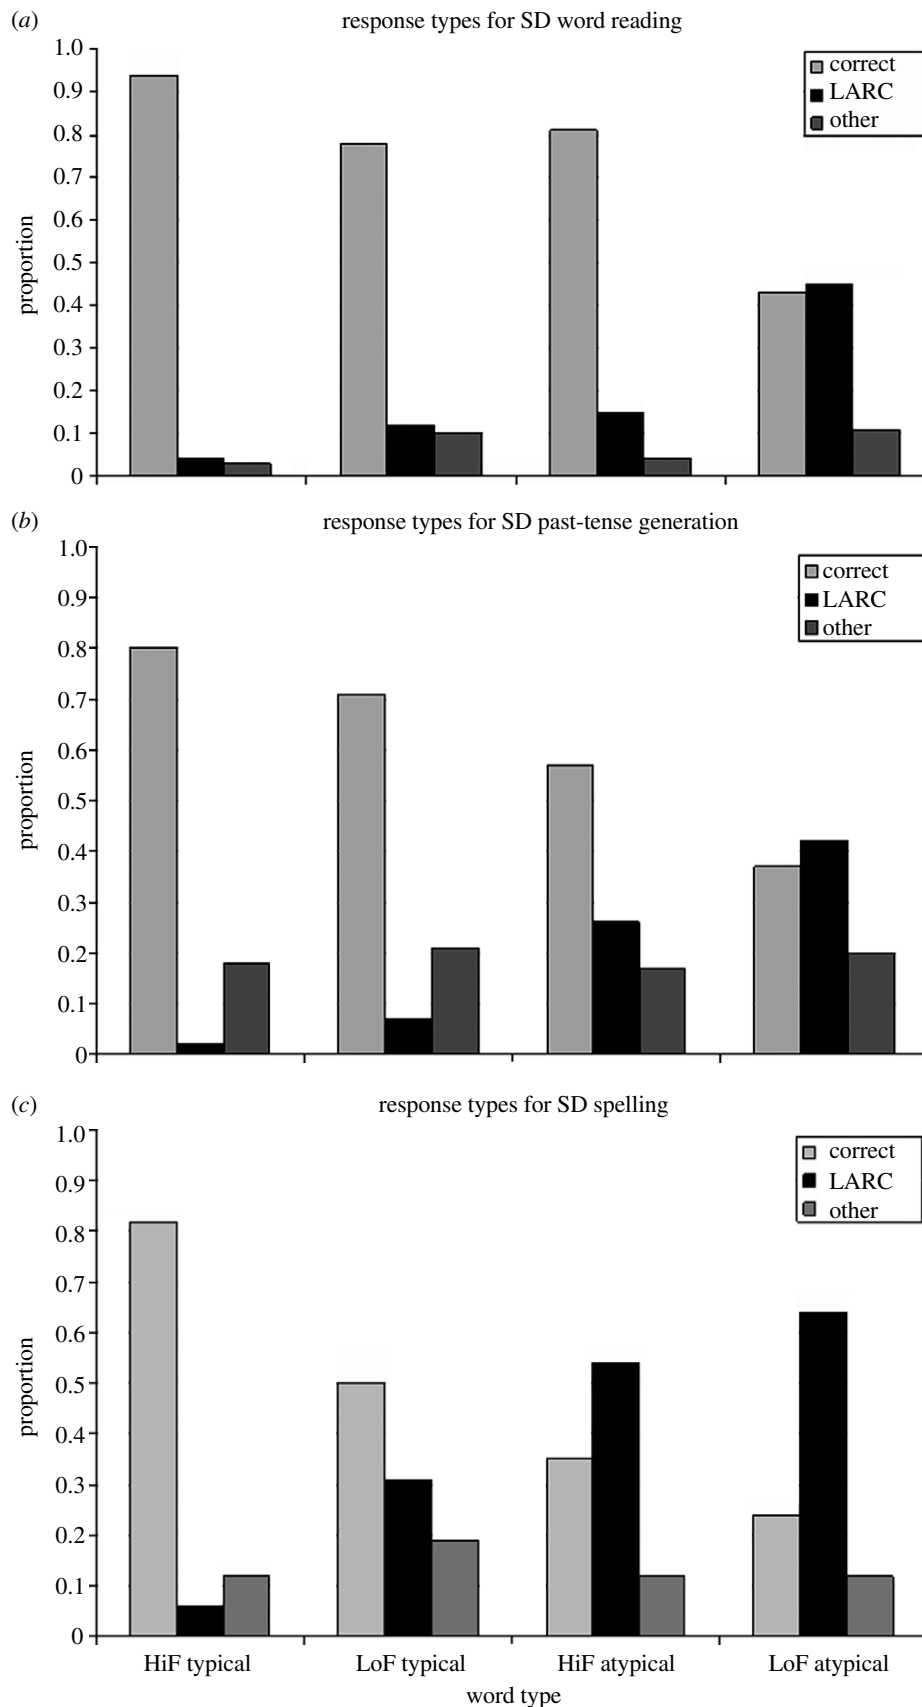 (a) response types for SD word reading
1.0
0.9
0.8
0.7
0.6
0.5
0.4
0.3
0.2
0.1
0
proportion
correct
LARC
other
(b) response types for SD past-tense generation
1.0
0.9
0.8
0.7
0.6
0.5
0.4
0.3
0.2
0.1
0
proportion
correct
LARC
other
(c) response types for SD spelling
1.0
0.9
0.8
0.7
0.6
0.5
0.4
0.3
0.2
0.1
0
proportion
correct
LARC
other
HiF typical LoF typical HiF atypical LoF atypical
word type